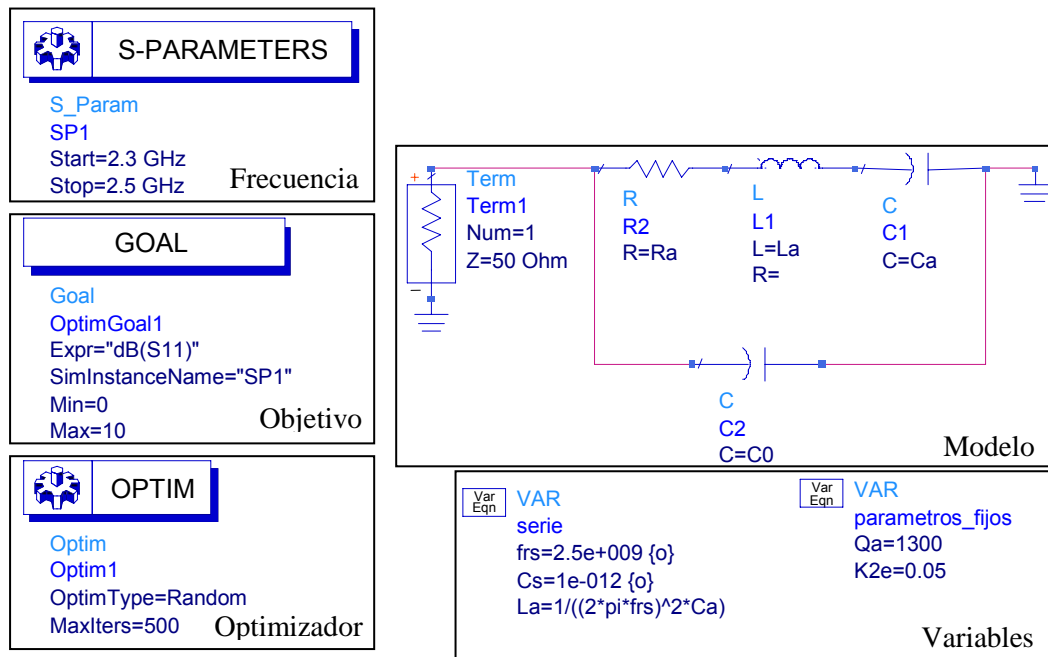 S-PARAMETERS
S_Param
SP1
Start=2.3 GHz
Stop=2.5 GHz
Frecuencia
GOAL
Goal
OptimGoal1
Expr="dB(S11)"
SimInstanceName="SP1"
Min=0
Max=10
Objetivo
OPTIM
Optim
Optim1
OptimType=Random
MaxIters=500
Optimizador
+
Term
Term1
Num=1
Z=50 Ohm
−
R
R2
R=Ra
L
L1
L=La
R=
C
C1
C=Ca
C
C2
C=C0
Modelo
Var
Eqn
VAR
serie
frs=2.5e+009 {o}
Cs=1e-012 {o}
La=1/((2*pi*frs)^2*Ca)
Var
Eqn
VAR
parametros_fijos
Qa=1300
K2e=0.05
Variables